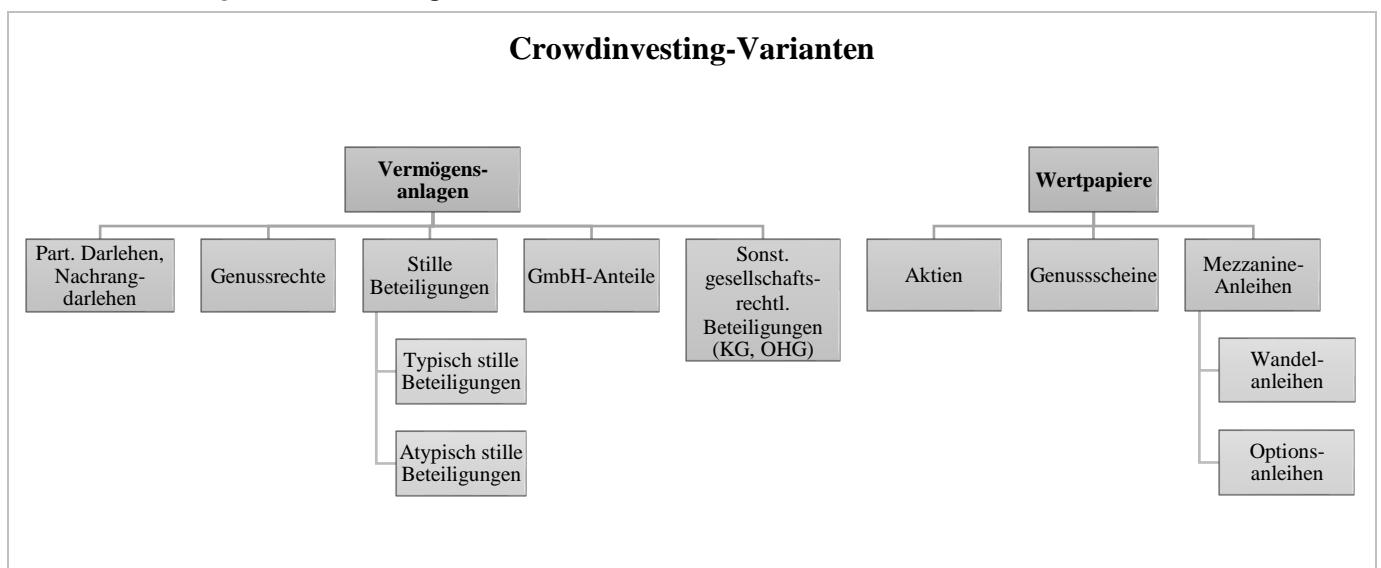 Crowdinvesting-Varianten
Vermögens-
anlagen
Part. Darlehen,
Nachrang-
darlehen
Genussrechte
Stille
Beteiligungen
Typisch stille
Beteiligungen
Atypisch stille
Beteiligungen
GmbH-Anteile
Sonst.
gesellschafts-
rechtl.
Beteiligungen
(KG, OHG)
Wertpapiere
Aktien
Genussscheine
Mezzanine-
Anleihen
Wandel-
anleihen
Options-
anleihen